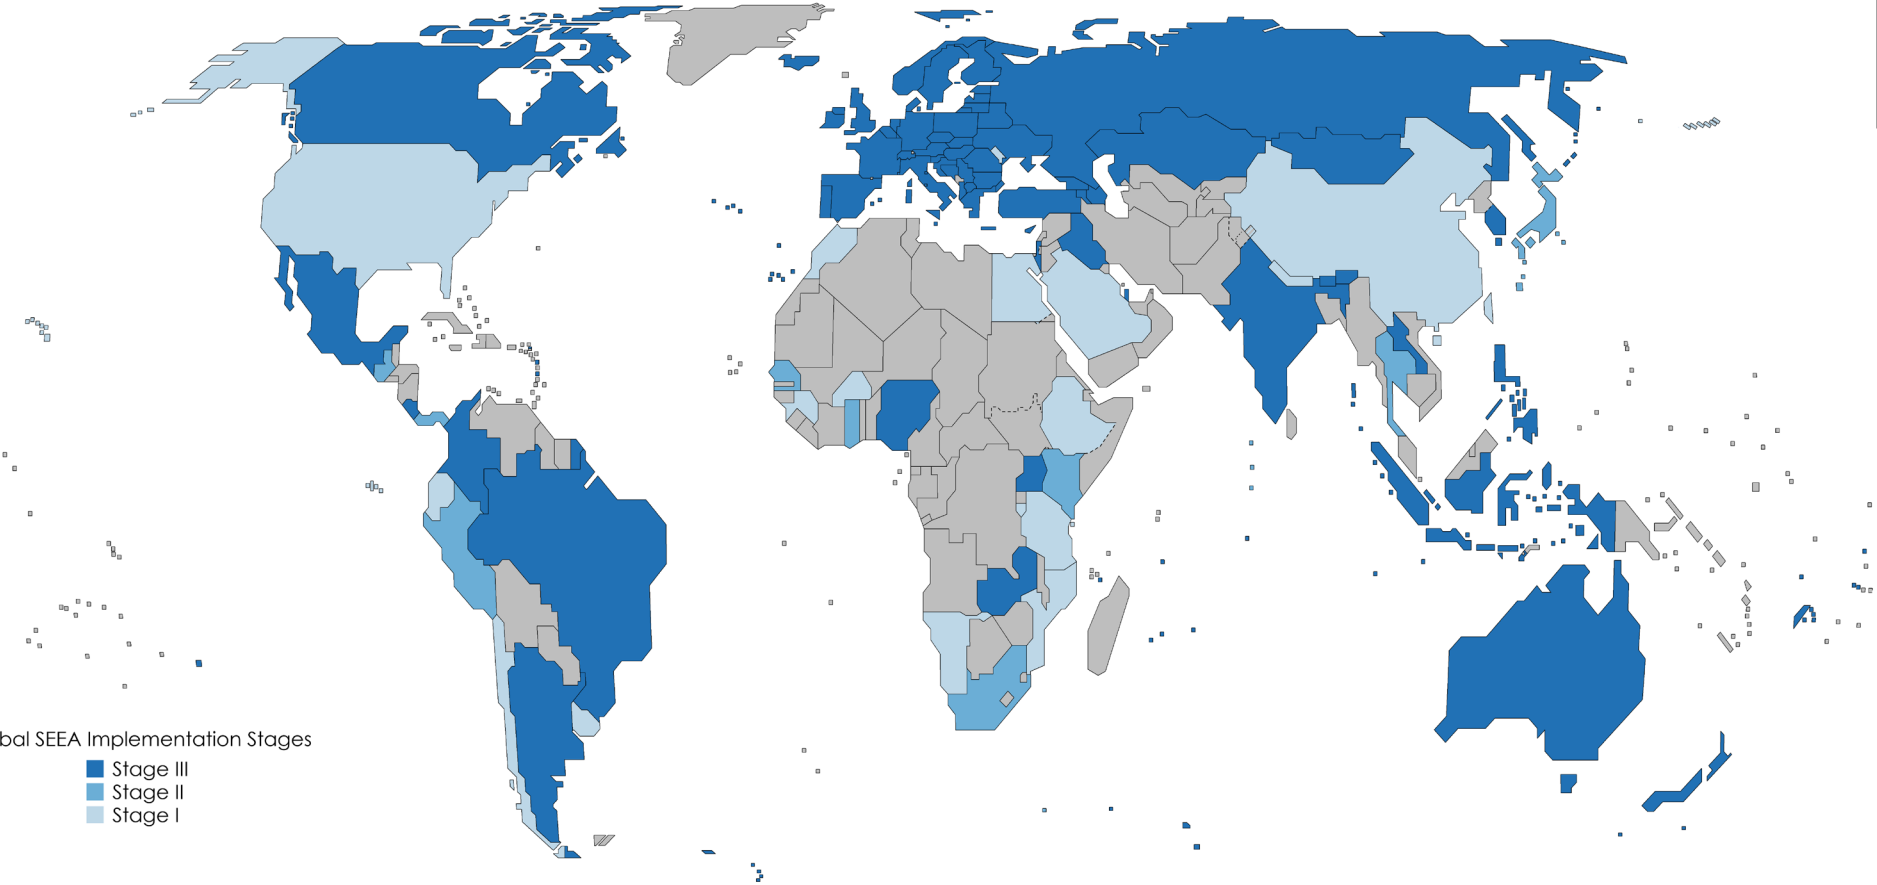 bal SEEA Implementation Stages
Stage III
Stage II
Stage I